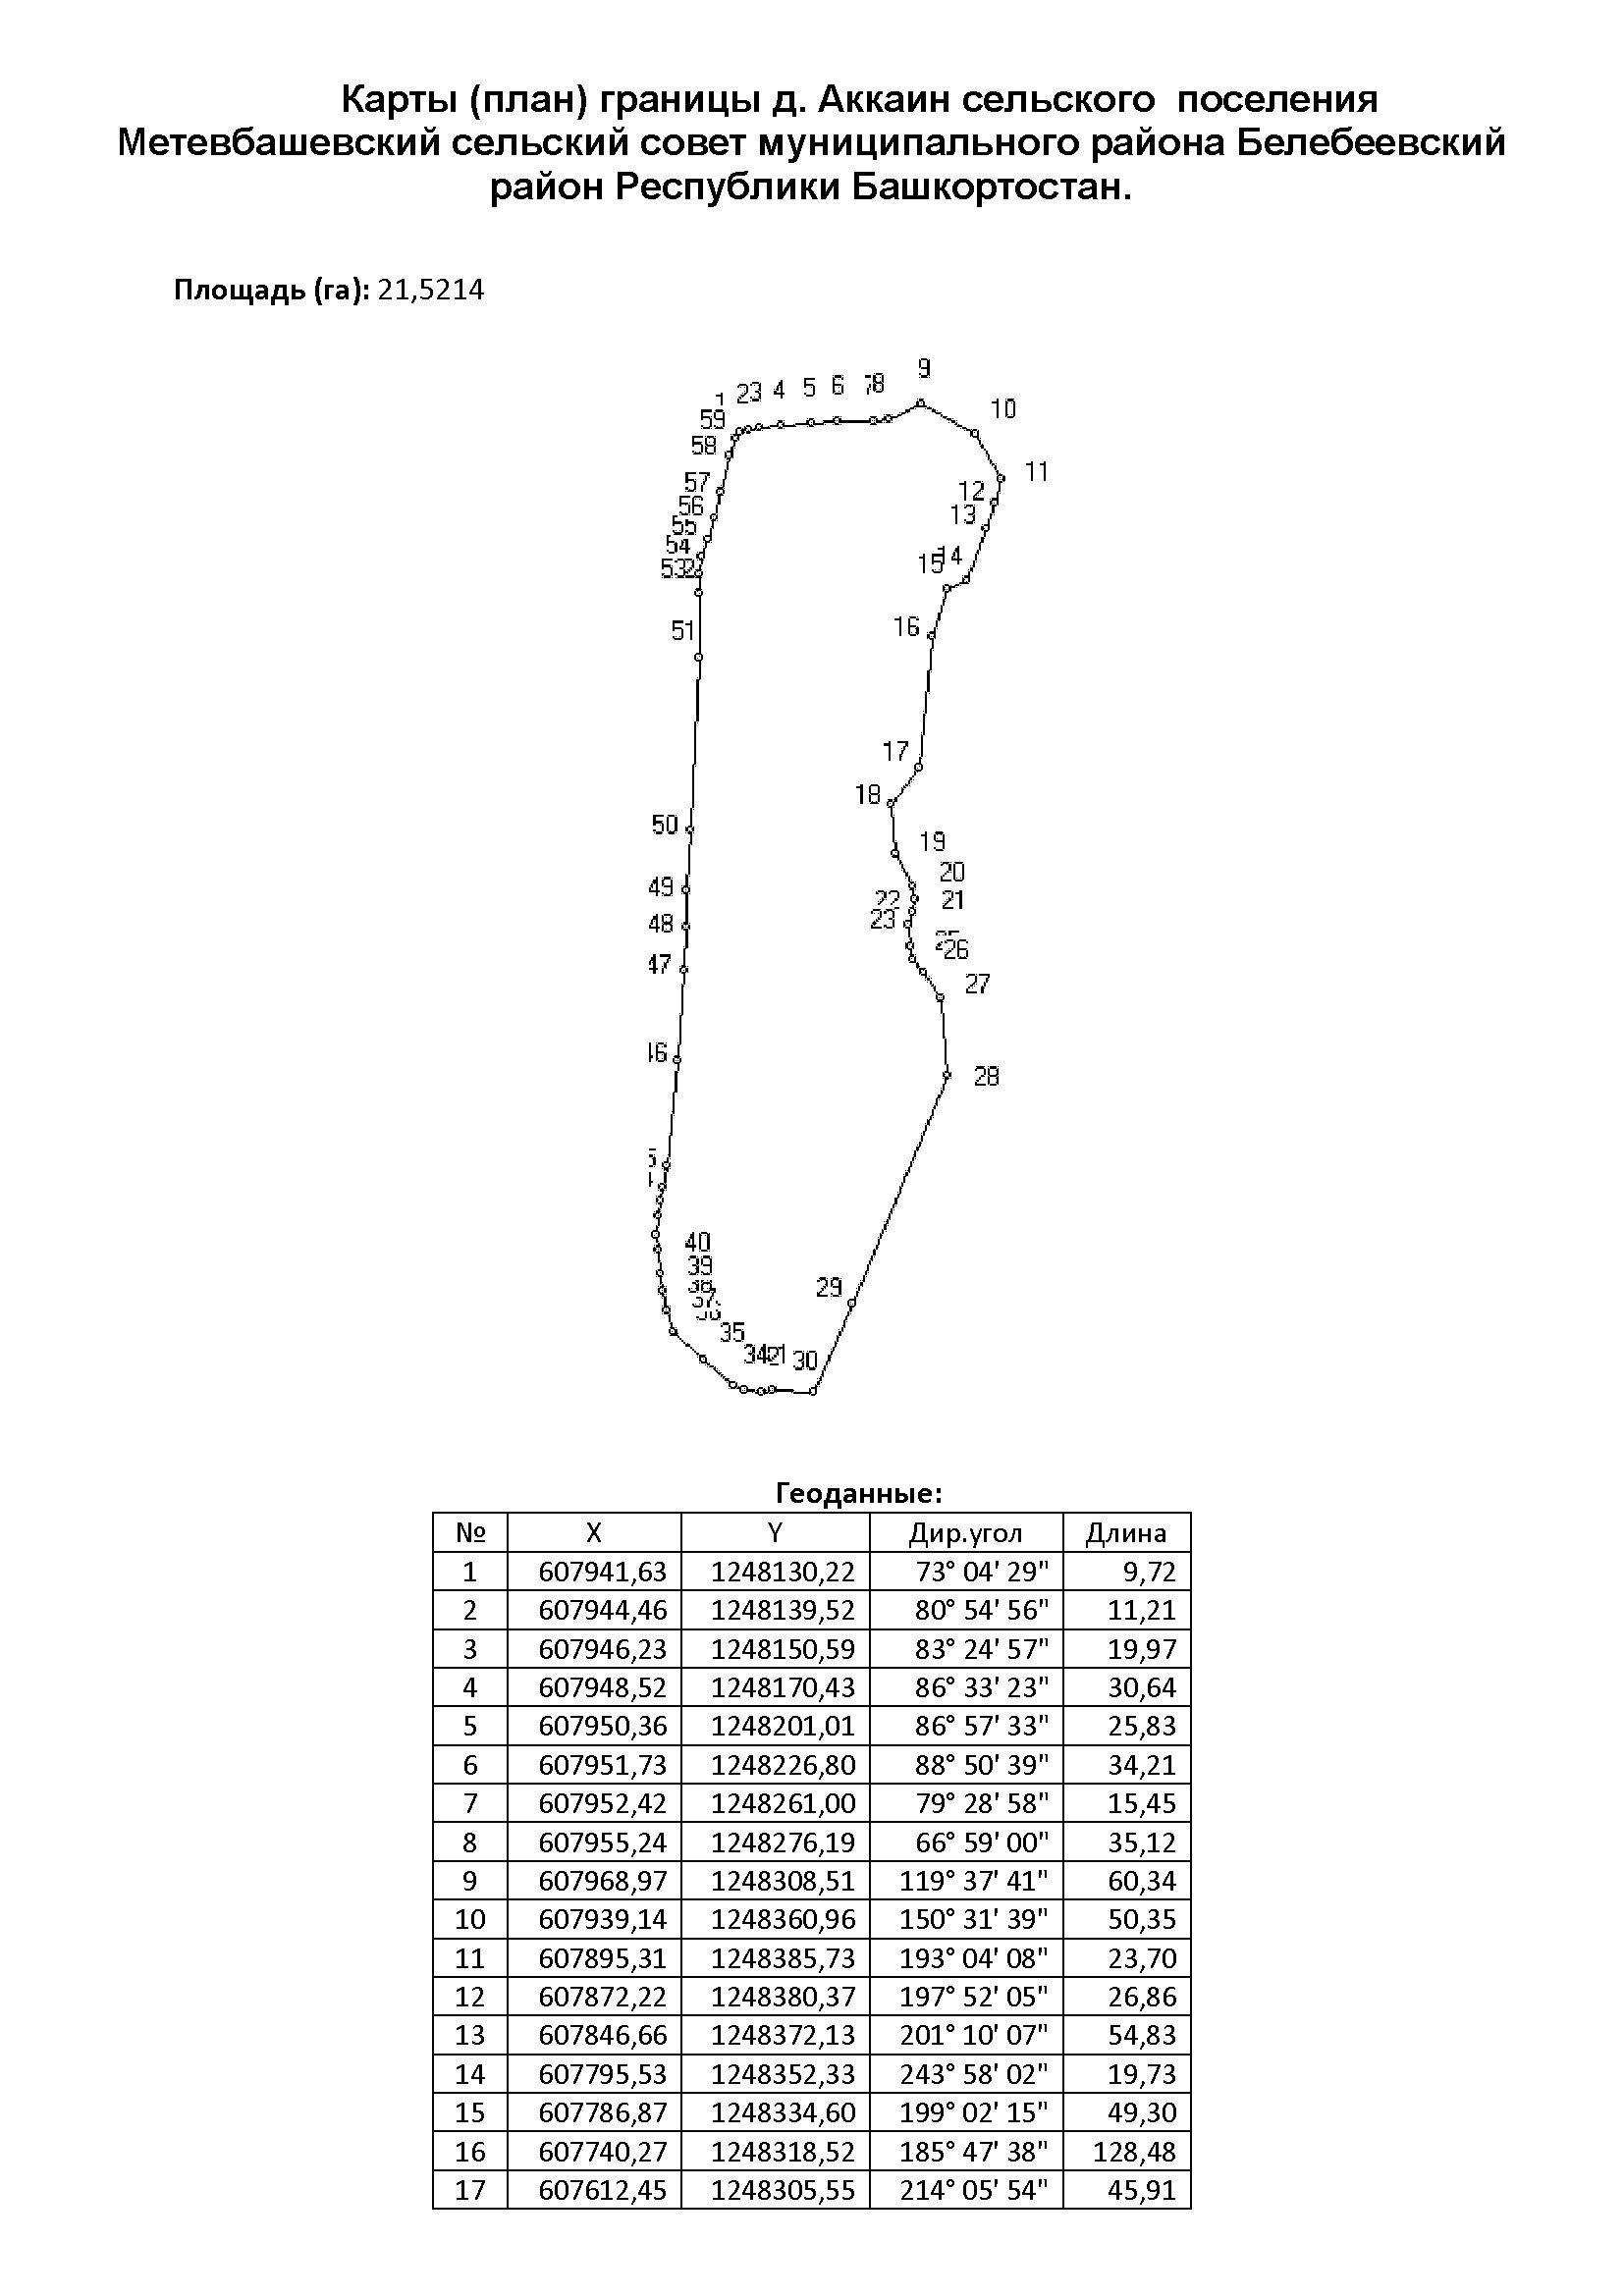 Карты (план) границы д. Аккаин сельского поселения
Метевбашевский сельский совет муниципального района Белебеевский
район Республики Башкортостан.
Площадь (га): 21,5214
9
1 2 3 4 5 6 7 8
10
59
58
11
57
12
56
13
55
54
15 14
53
51
16
17
18
50
19
20
49
22 21
48
23
26
47
27
46
28
40
39
29
35
34 30
Геоданные:
№ X Y Дир.угол Длина
1 607941,63 1248130,22 73° 04' 29" 9,72
2 607944,46 1248139,52 80° 54' 56" 11,21
3 607946,23 1248150,59 83° 24' 57" 19,97
4 607948,52 1248170,43 86° 33' 23" 30,64
5 607950,36 1248201,01 86° 57' 33" 25,83
6 607951,73 1248226,80 88° 50' 39" 34,21
7 607952,42 1248261,00 79° 28' 58" 15,45
8 607955,24 1248276,19 66° 59' 00" 35,12
9 607968,97 1248308,51 119° 37' 41" 60,34
10 607939,14 1248360,96 150° 31' 39" 50,35
11 607895,31 1248385,73 193° 04' 08" 23,70
12 607872,22 1248380,37 197° 52' 05" 26,86
13 607846,66 1248372,13 201° 10' 07" 54,83
14 607795,53 1248352,33 243° 58' 02" 19,73
15 607786,87 1248334,60 199° 02' 15" 49,30
16 607740,27 1248318,52 185° 47' 38" 128,48
17 607612,45 1248305,55 214° 05' 54" 45,91